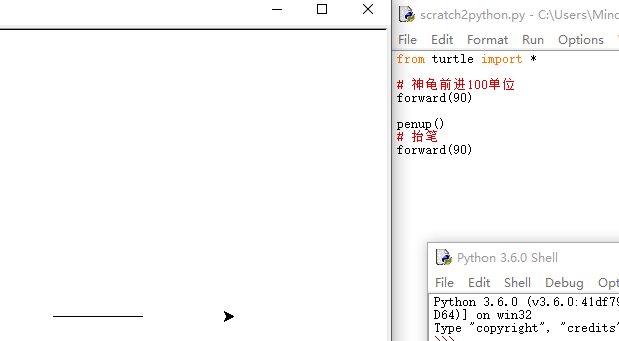 scratch2python.py - C:\Users\Minc
File Edit Format Run Options
from turtle import *
# 神龟前进100单位
forward(90)
penup()
# 抬笔
forward(90)
Python 3.6.0 Shell
File Edit Shell Debug Opt
Python 3.6.0 (v3.6.0:41df79
D64)] on win32
Type "copyright", "credits"
>>>